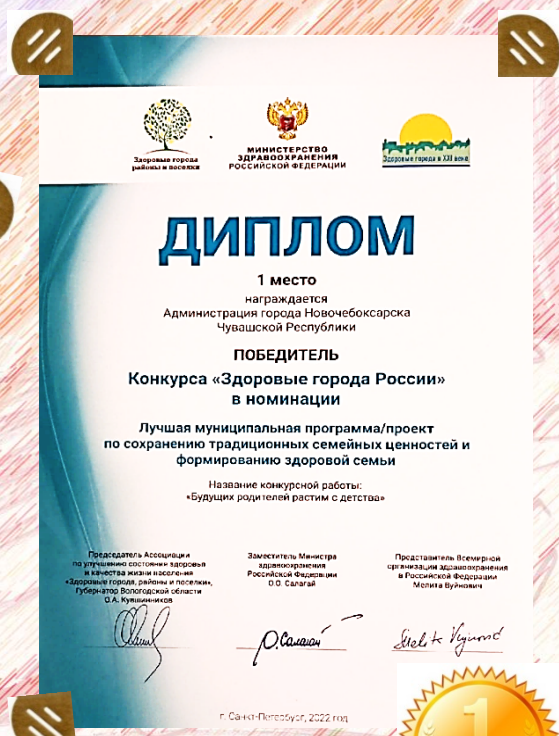 Здоровые города
районы и поселки
МИНИСТЕРСТВО
ЗДРАВООХРАНЕНИЯ
РОССИЙСКОЙ ФЕДЕРАЦИИ
Здоровые города в XXI веке
ДИПЛОМ
1 место
награждается
Администрация города Новочебоксарска
Чувашской Республики
ПОБЕДИТЕЛЬ
Конкурса «Здоровые города России»
в номинации
Лучшая муниципальная программа/проект
по сохранению традиционных семейных ценностей и
формированию здоровой семьи
Название конкурсной работы:
«Будущих родителей растим с детства»
Председатель Ассоциации
по улучшению состояния здоровья
и качества жизни населения
«Здоровые города, районы и поселки»,
Губернатор Вологодской области
О.А. Кувшинников
Заместитель Министра
здравоохранения
Российской Федерации
О.О. Салагай
Представитель Всемирной
организации здравоохранения
в Российской Федерации
Мелита Вуйнович
О.Салагай
Melita Vujnović
г. Санкт-Петербург, 2022 год
1